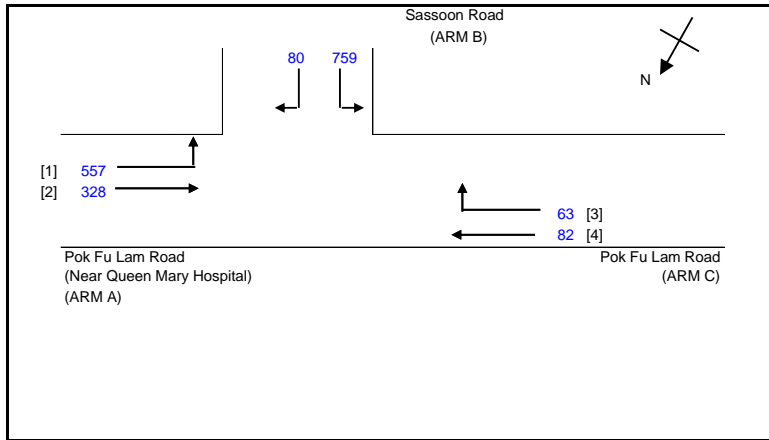 Sassoon Road
(ARM B)
80 759
N
[1] 557
[2] 328
63 [3]
82 [4]
Pok Fu Lam Road
(Near Queen Mary Hospital)
(ARM A)
Pok Fu Lam Road
(ARM C)